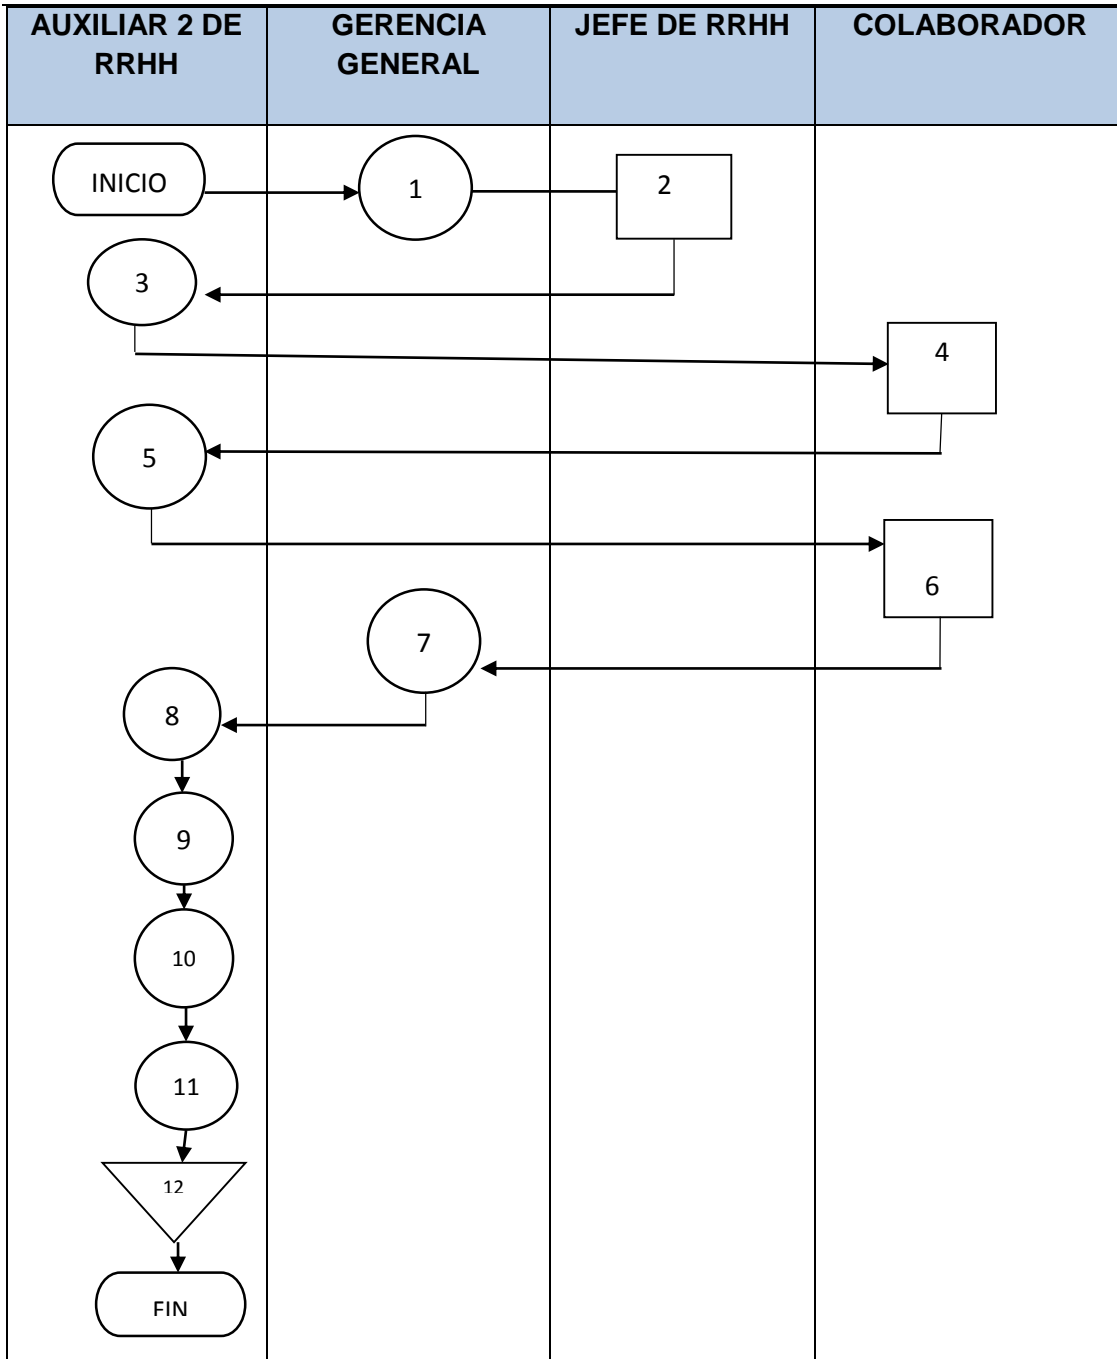 AUXILIAR 2 DE
RRHH
GERENCIA
GENERAL
JEFE DE RRHH
COLABORADOR
INICIO
1
2
3
4
5
6
7
8
9
10
11
12
FIN